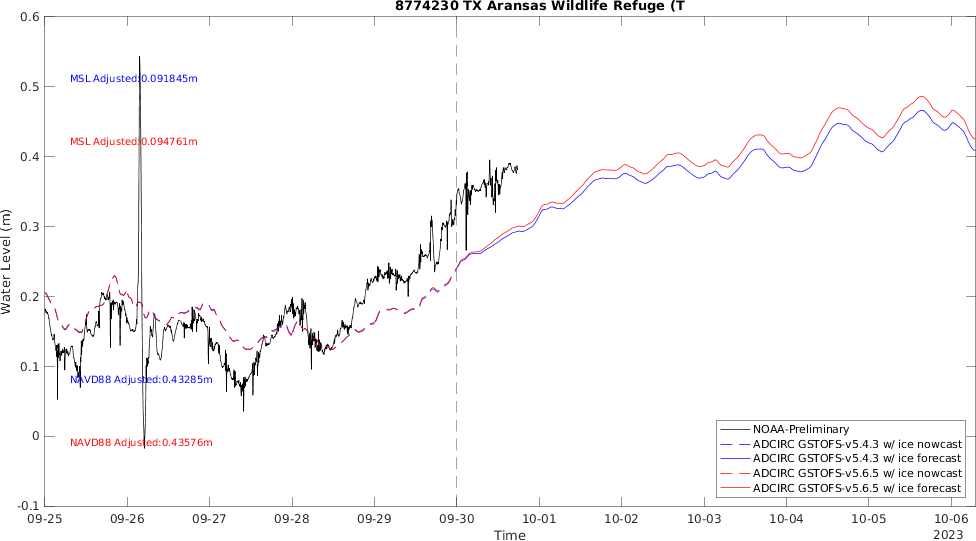 8774230 TX Aransas Wildlife Refuge (T
0.6
0.5
0.4
0.3
0.2
0.1
0
-0.1
Water Level (m)
MSL Adjusted:0.091845m
MSL Adjusted:0.094761m
NAVD88 Adjusted:0.43285m
NAVD88 Adjusted:0.43576m
NOAA-Preliminary
ADCIRC GSTOFS-v5.4.3 w/ ice nowcast
ADCIRC GSTOFS-v5.4.3 w/ ice forecast
ADCIRC GSTOFS-v5.6.5 w/ ice nowcast
ADCIRC GSTOFS-v5.6.5 w/ ice forecast
09-25 09-26 09-27 09-28 09-29 09-30 10-01 10-02 10-03 10-04 10-05 10-06
Time
2023